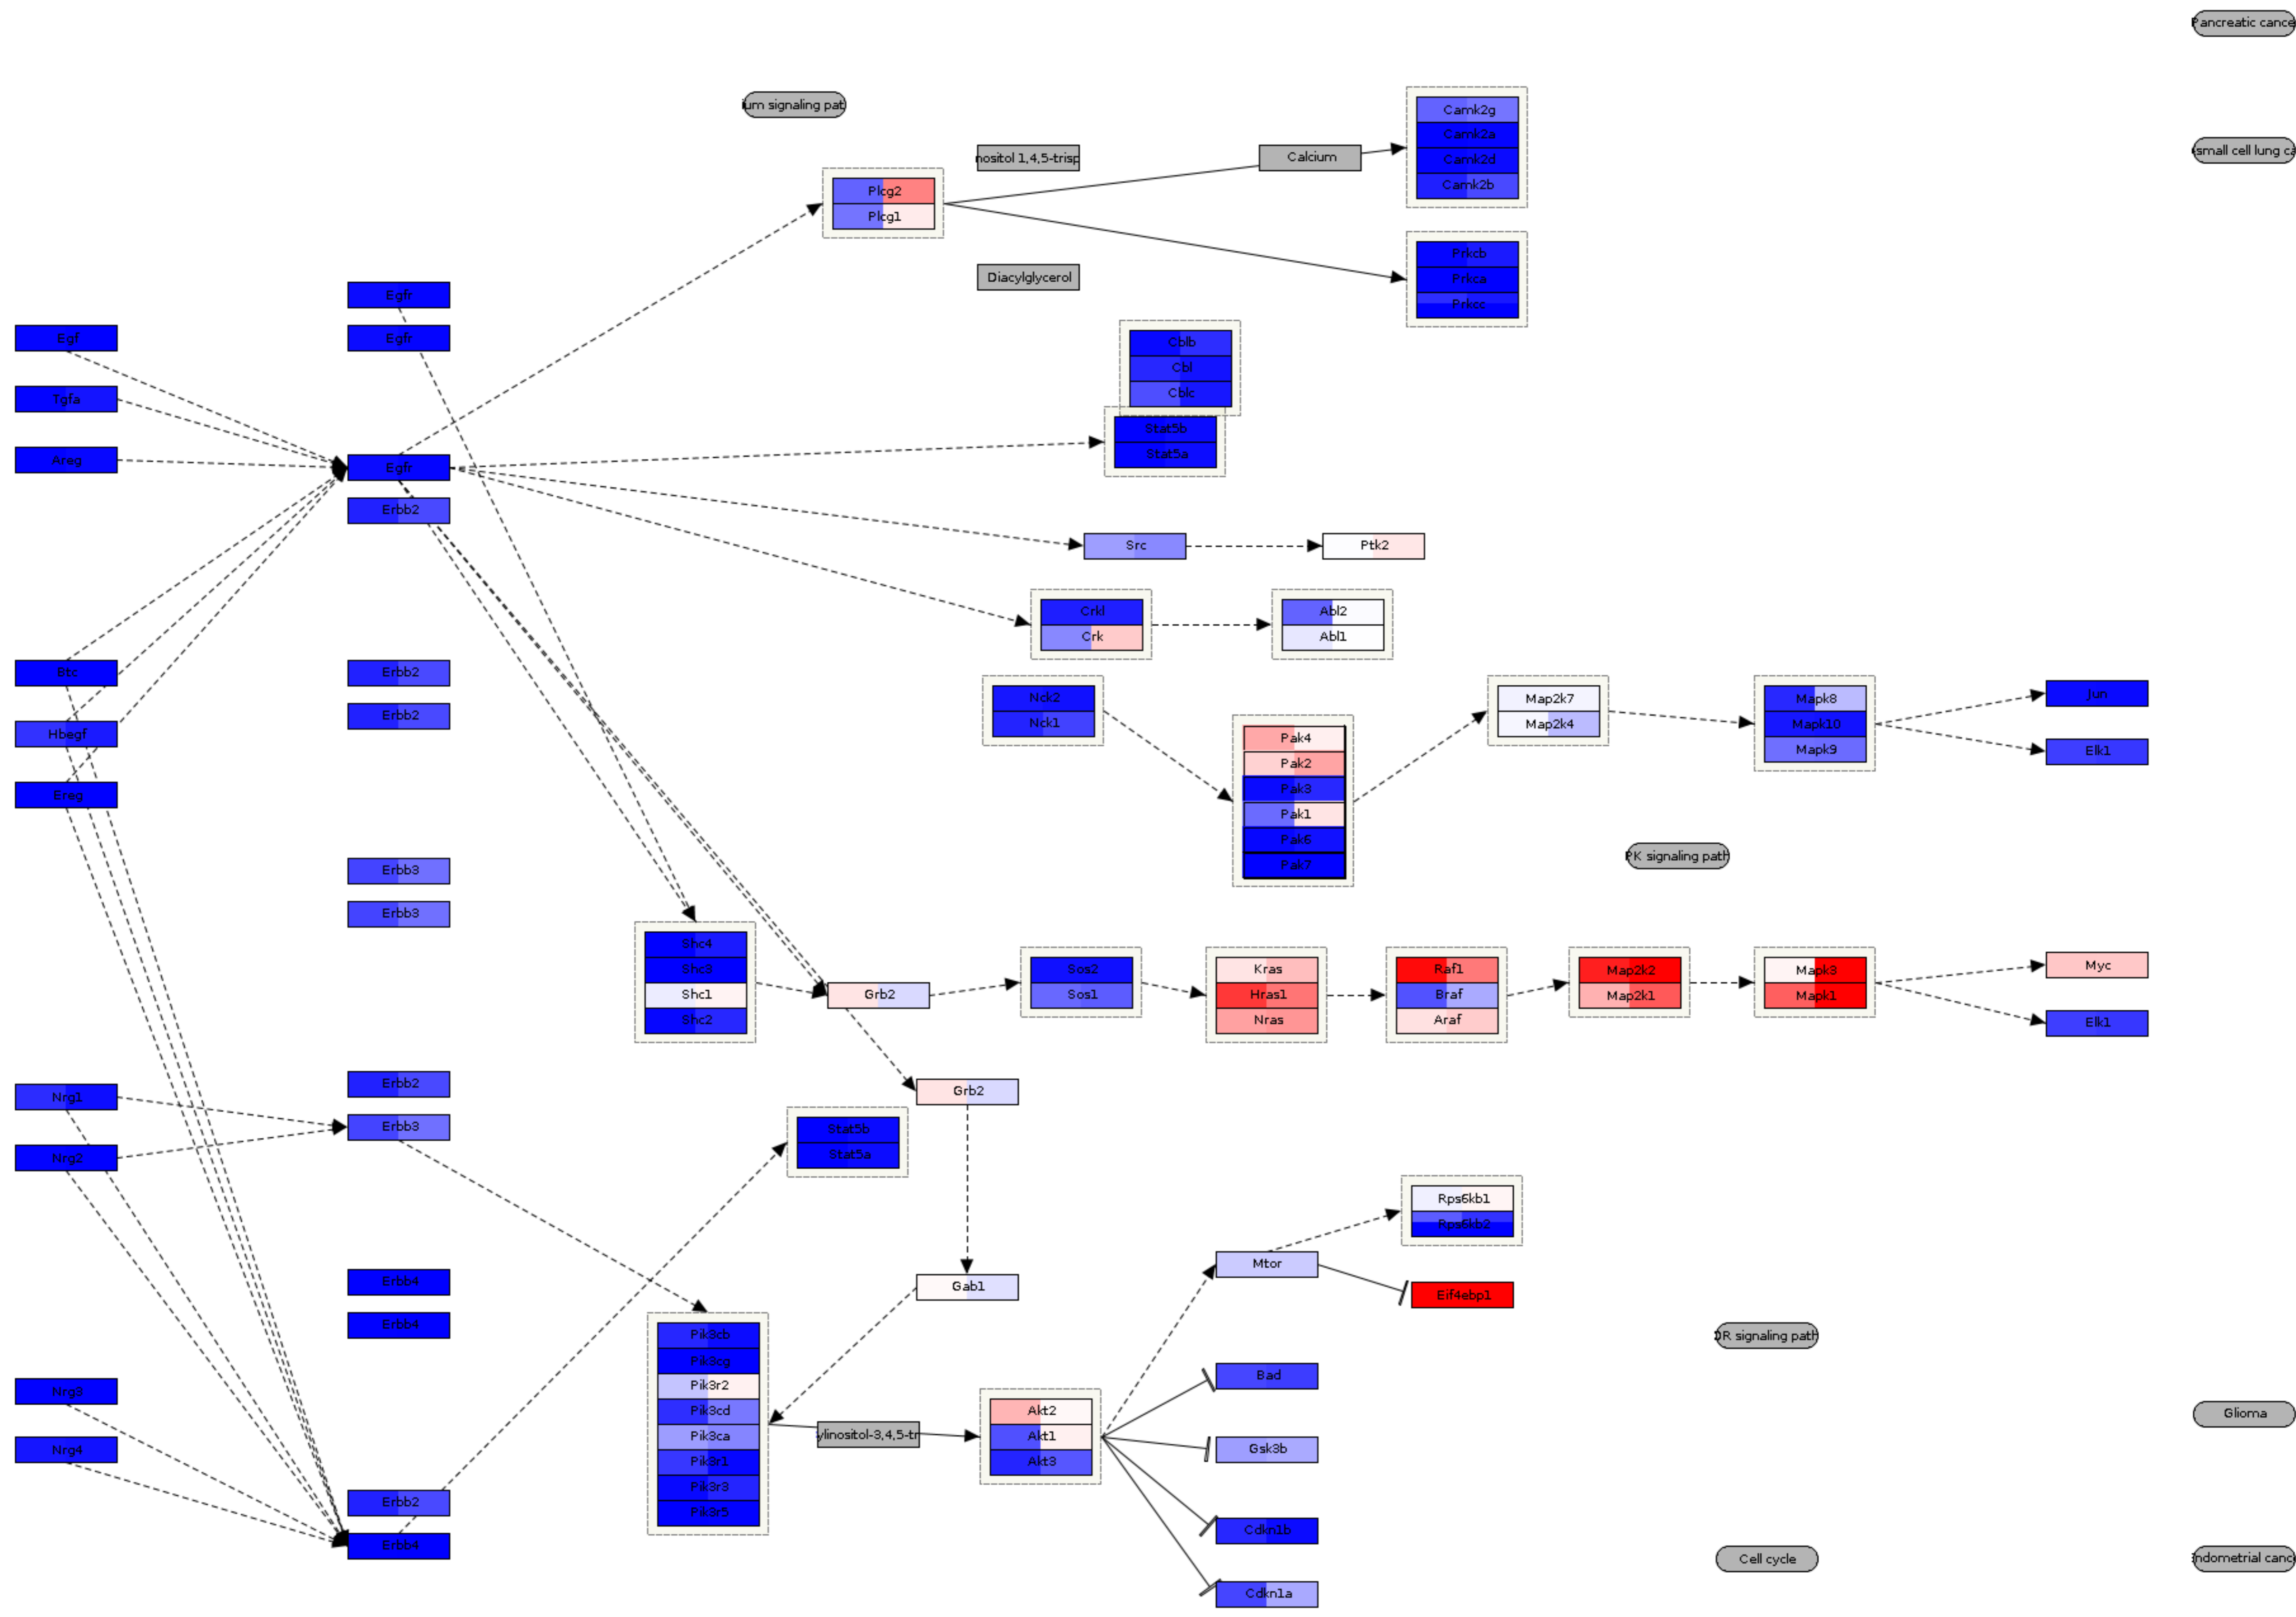 Pancreatic cance
ium signaling pat
Camk2g
Camk2a
Camk2d
Camk2b
nositol 1,4,5-trisp
Calcium
small cell lung ca
Plcg2
Plcg1
Prkcb
Prkca
Prkcc
Diacylglycerol
Egfr
Egf
Egfr
Cblb
Cbl
Cblc
Tgfa
Stat5b
Stat5a
Areg
Egfr
Erbb2
Src
Ptk2
Crkl
Crk
Abl2
Abl1
Btc
Erbb2
Nck2
Nck1
Map2k7
Map2k4
Mapk8
Mapk10
Mapk9
Jun
Hbegf
Erbb2
Pak4
Pak2
Pak3
Pak1
Pak6
Pak7
Elk1
Ereg
PK signaling path
Erbb3
Erbb3
Shc4
Shc3
Shc1
Shc2
Grb2
Sos2
Sos1
Kras
Hras1
Nras
Raf1
Braf
Araf
Map2k2
Map2k1
Mapk3
Mapk1
Myc
Elk1
Nrg1
Erbb2
Grb2
Erbb3
Stat5b
Stat5a
Nrg2
Rps6kb1
Rps6kb2
Mtor
Erbb4
Gab1
Eif4ebp1
Erbb4
OR signaling path
Pik3cb
Pik3cg
Pik3r2
Pik3cd
Pik3ca
Pik3r1
Pik3r3
Pik3r5
Bad
Nrg3
Akt2
Akt1
Akt3
Glioma
ylinositol-3,4,5-tr
Nrg4
Gsk3b
Erbb2
Cdkn1b
Erbb4
Cell cycle
Endometrial cance
Cdkn1a